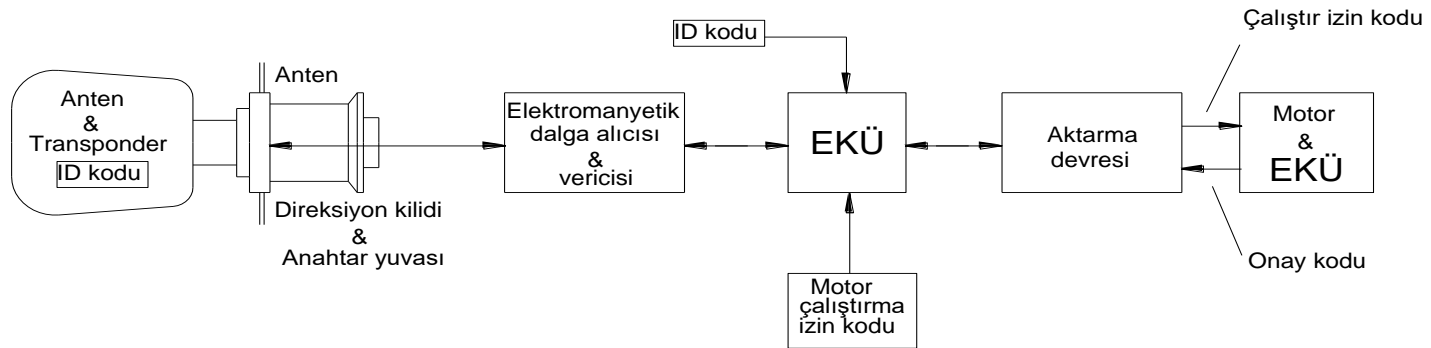 Anten
&
Transponder
ID kodu
Anten
Direksiyon kilidi
&
Anahtar yuvası
Elektromanyetik
dalga alıcısı
&
vericisi
ID kodu
EKÜ
Motor
çalıştırma
izin kodu
Aktarma
devresi
Çalıştır izin kodu
Motor
&
EKÜ
Onay kodu